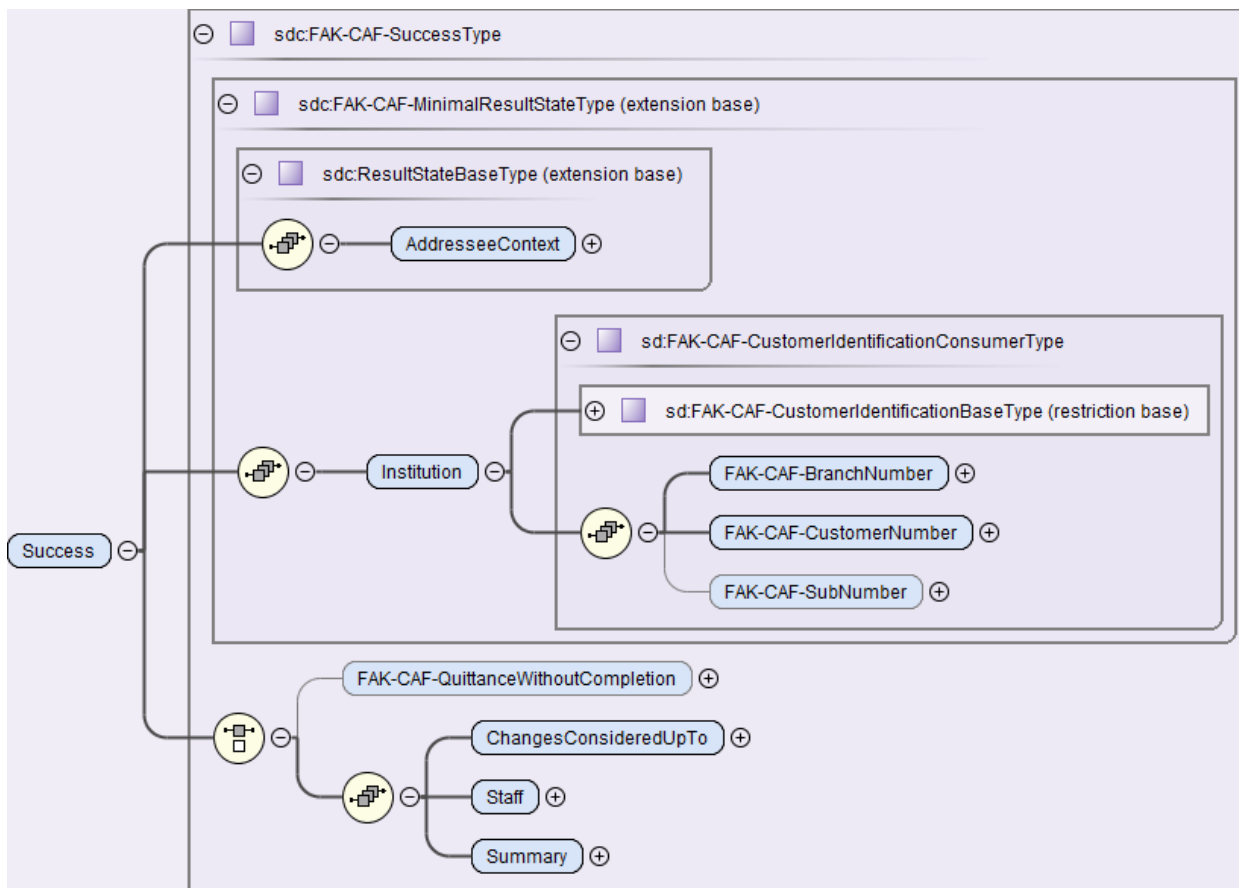 sdc:FAK-CAF-SuccessType
sdc:FAK-CAF-MinimalResultStateType (extension base)
sdc:ResultStateBaseType (extension base)
AddresseeContext
sd:FAK-CAF-CustomerIdentificationConsumerType
sd:FAK-CAF-CustomerIdentificationBaseType (restriction base)
Institution
FAK-CAF-BranchNumber
FAK-CAF-CustomerNumber
Success
FAK-CAF-SubNumber
FAK-CAF-QuittanceWithoutCompletion
ChangesConsideredUpTo
Staff
Summary